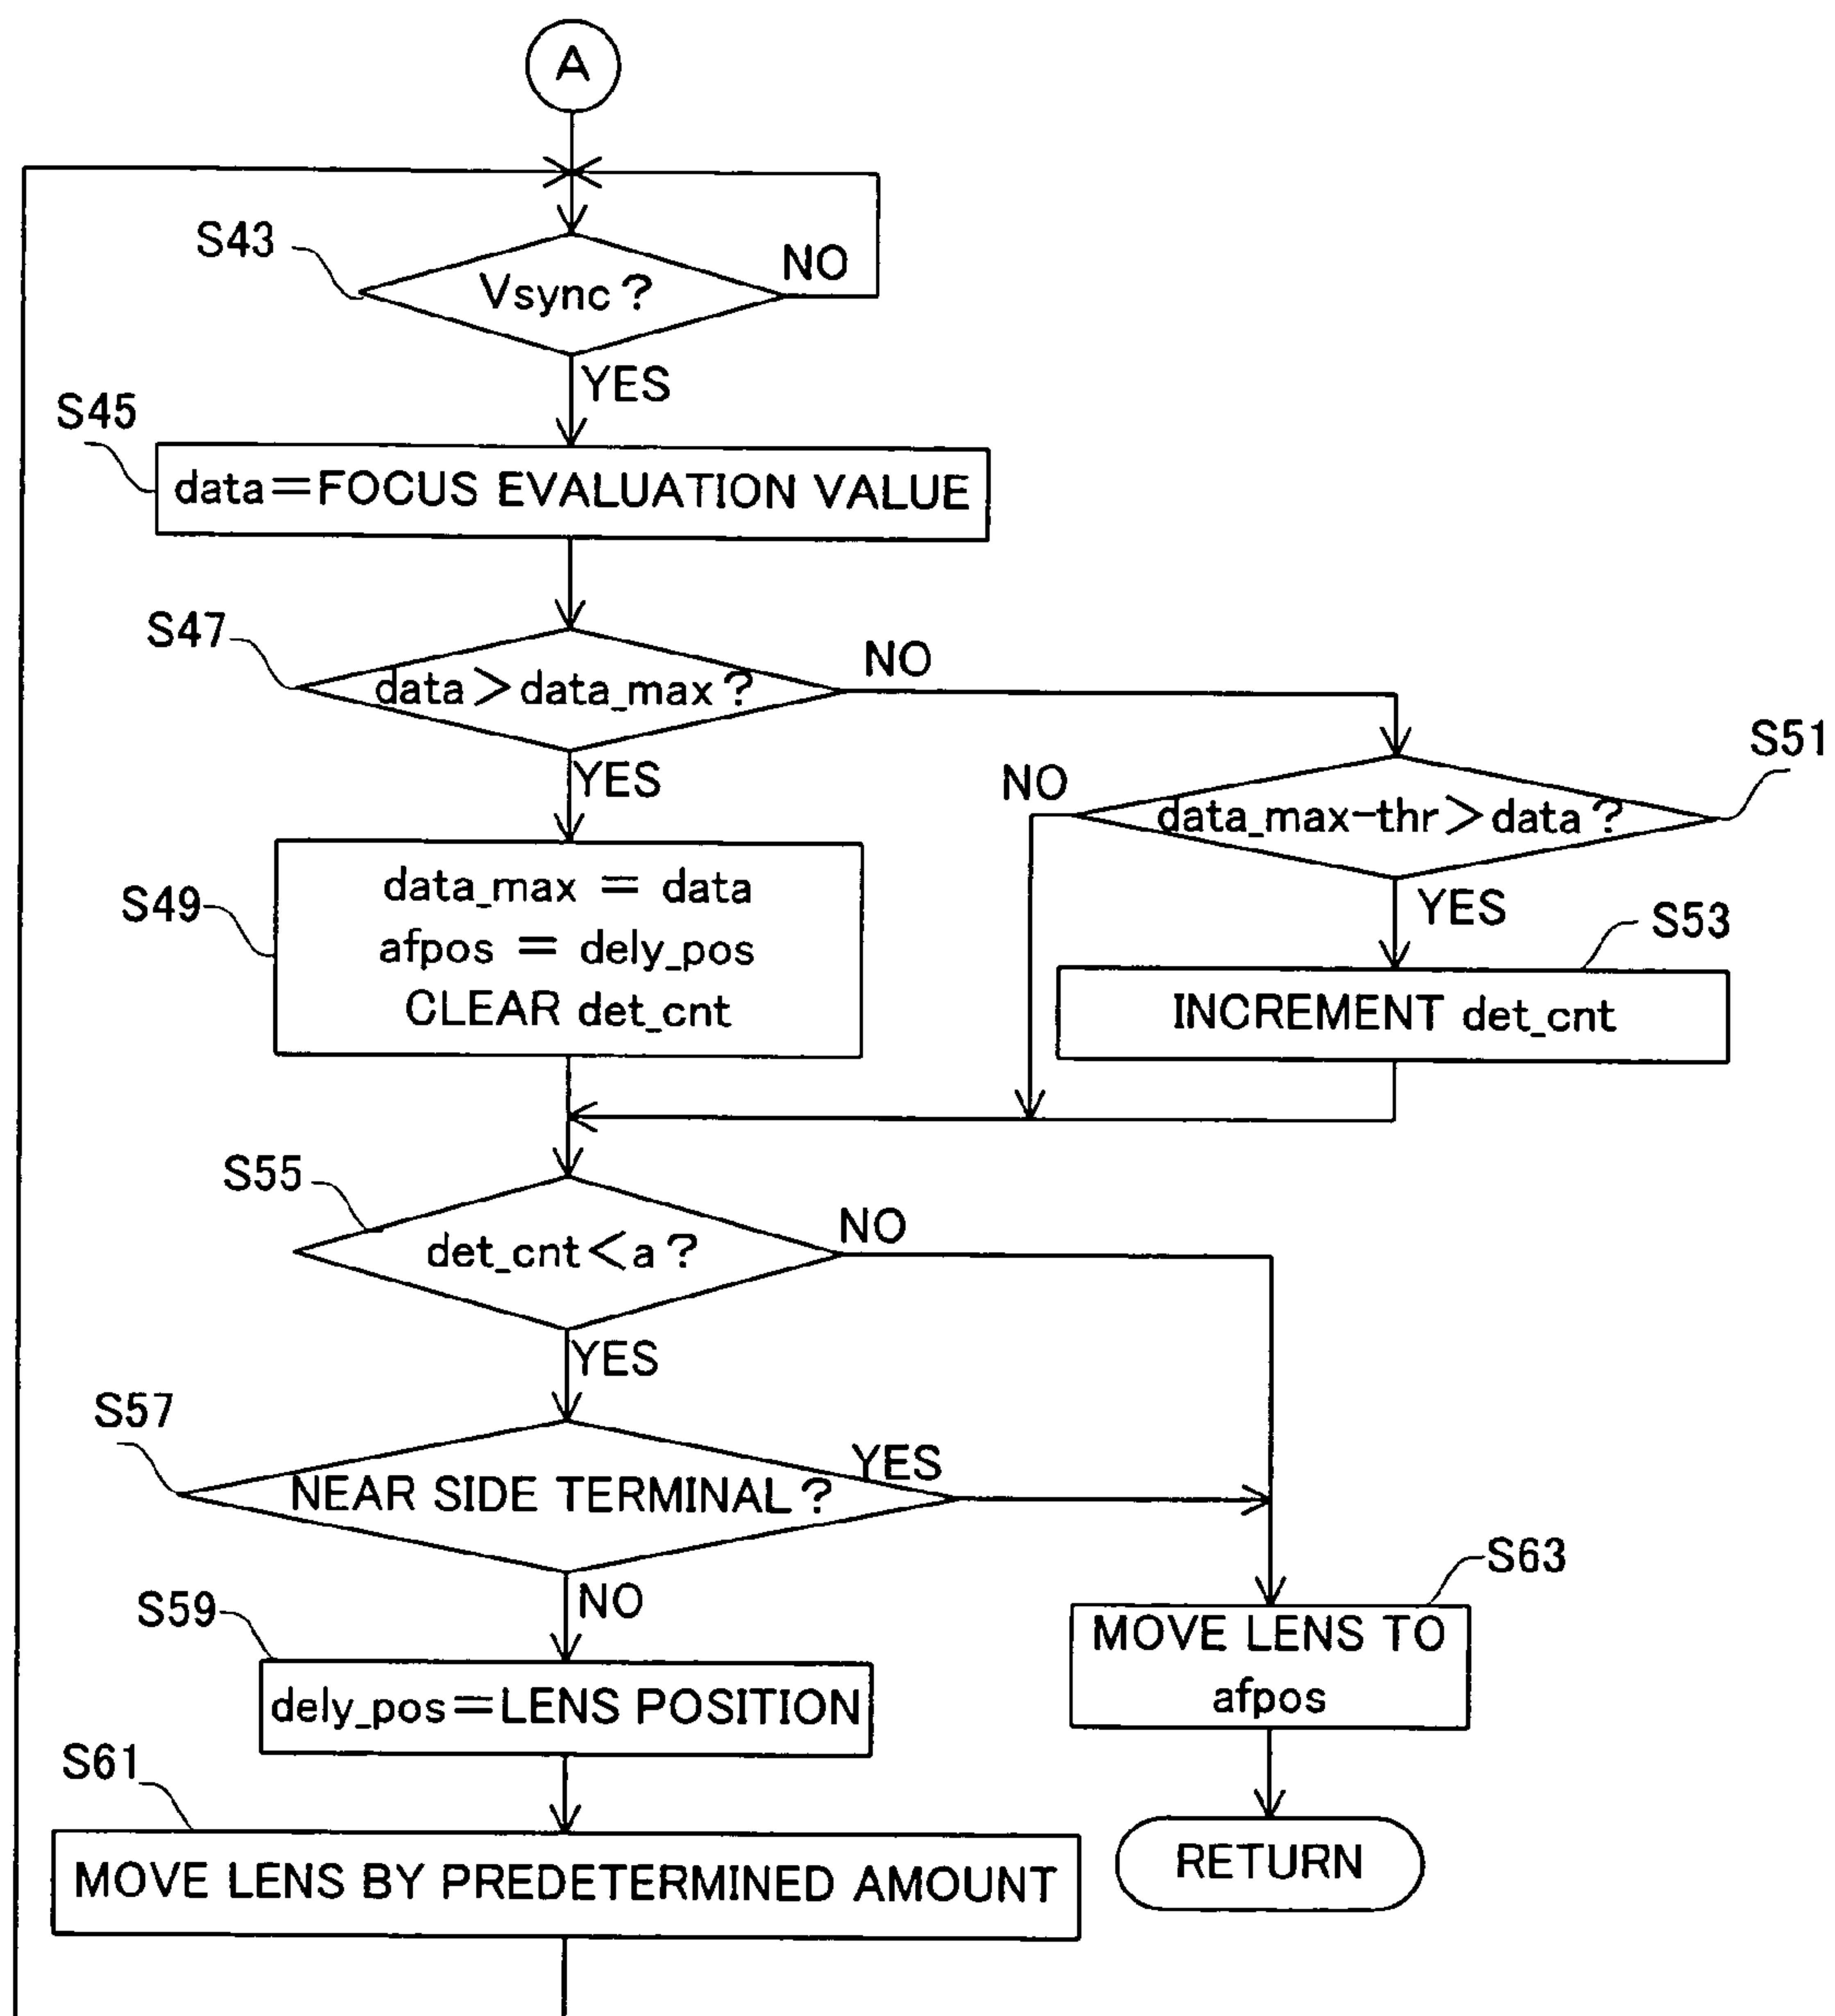 A
S43
Vsync?
NO
YES
S45
data=FOCUS EVALUATION VALUE
S47
data>data_max?
NO
YES
S51
data_max-thr>data?
NO
YES
S49
data_max = data
afpos = dely_pos
CLEAR det_cnt
S53
INCREMENT det_cnt
S55
det_cnt<a?
NO
YES
S57
NEAR SIDE TERMINAL?
YES
NO
S59
dely_pos=LENS POSITION
S63
MOVE LENS TO
afpos
S61
MOVE LENS BY PREDETERMINED AMOUNT
RETURN